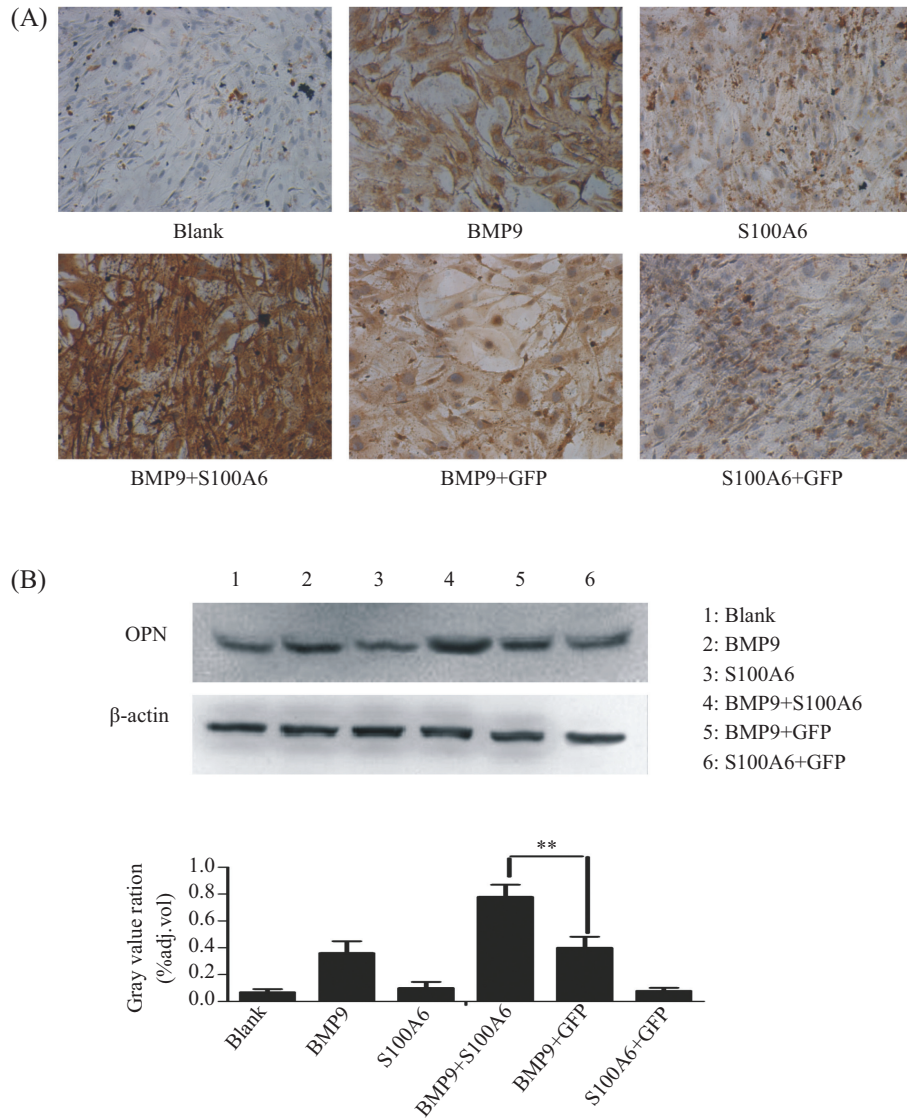 (A)
Blank
BMP9
S100A6
BMP9+S100A6
BMP9+GFP
S100A6+GFP
(B)
1 2 3 4 5 6
OPN
β-actin
1: Blank
2: BMP9
3: S100A6
4: BMP9+S100A6
5: BMP9+GFP
6: S100A6+GFP
Gray value ration
(%adj.vol)
1.0
0.8
0.4
0.2
0.0
**
Blank
BMP9
S100A6
BMP9+S100A6
BMP9+GFP
S100A6+GFP